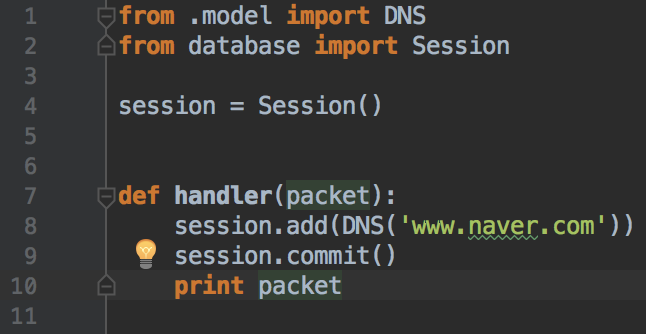 1 from .model import DNS
2 from database import Session
3
4 session = Session()
5
6
7 def handler(packet):
8     session.add(DNS('www.naver.com'))
9     session.commit()
10     print packet
11